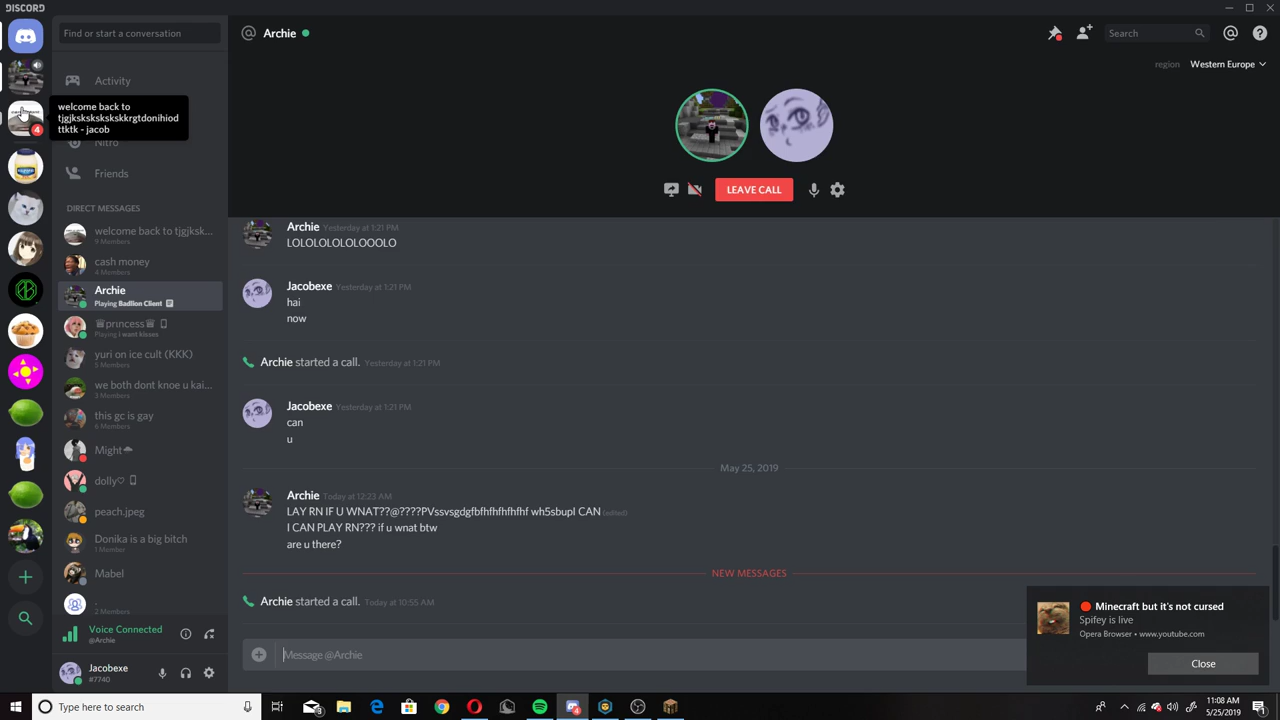 DISCORD
Find or start a conversation
Archie
Search
region Western Europe
Activity
welcome back to
tjgjkskskskskskkrgtdonihiod
ttktk - jacob
4
Nitro
Friends
LEAVE CALL
DIRECT MESSAGES
welcome back to tjgjksk...
9 Members
cash money
4 Members
Archie
Playing Badlion Client
♕prıncess♕
Playing i want kisses
yuri on ice cult (KKK)
5 Members
we both dont knoe u kai...
3 Members
this gc is gay
6 Members
Might
dolly♡
peach.jpeg
Donika is a big bitch
1 Member
Mabel
.
2 Members
Voice Connected
@Archie
Jacobexe
#7740
Archie Yesterday at 1:21 PM
LOLOLOLOLOLOOOLO
Jacobexe Yesterday at 1:21 PM
hai
now
Archie started a call. Yesterday at 1:21 PM
Jacobexe Yesterday at 1:21 PM
can
u
May 25, 2019
Archie Today at 12:23 AM
LAY RN IF U WNAT??@????PVssvsgdgfbfhfhfhfhfhf wh5sbupI CAN (edited)
I CAN PLAY RN??? if u wnat btw
are u there?
NEW MESSAGES
Archie started a call. Today at 10:55 AM
Message @Archie
Minecraft but it's not cursed
Spifey is live
Opera Browser • www.youtube.com
Close
Type here to search
11:08 AM
5/25/2019